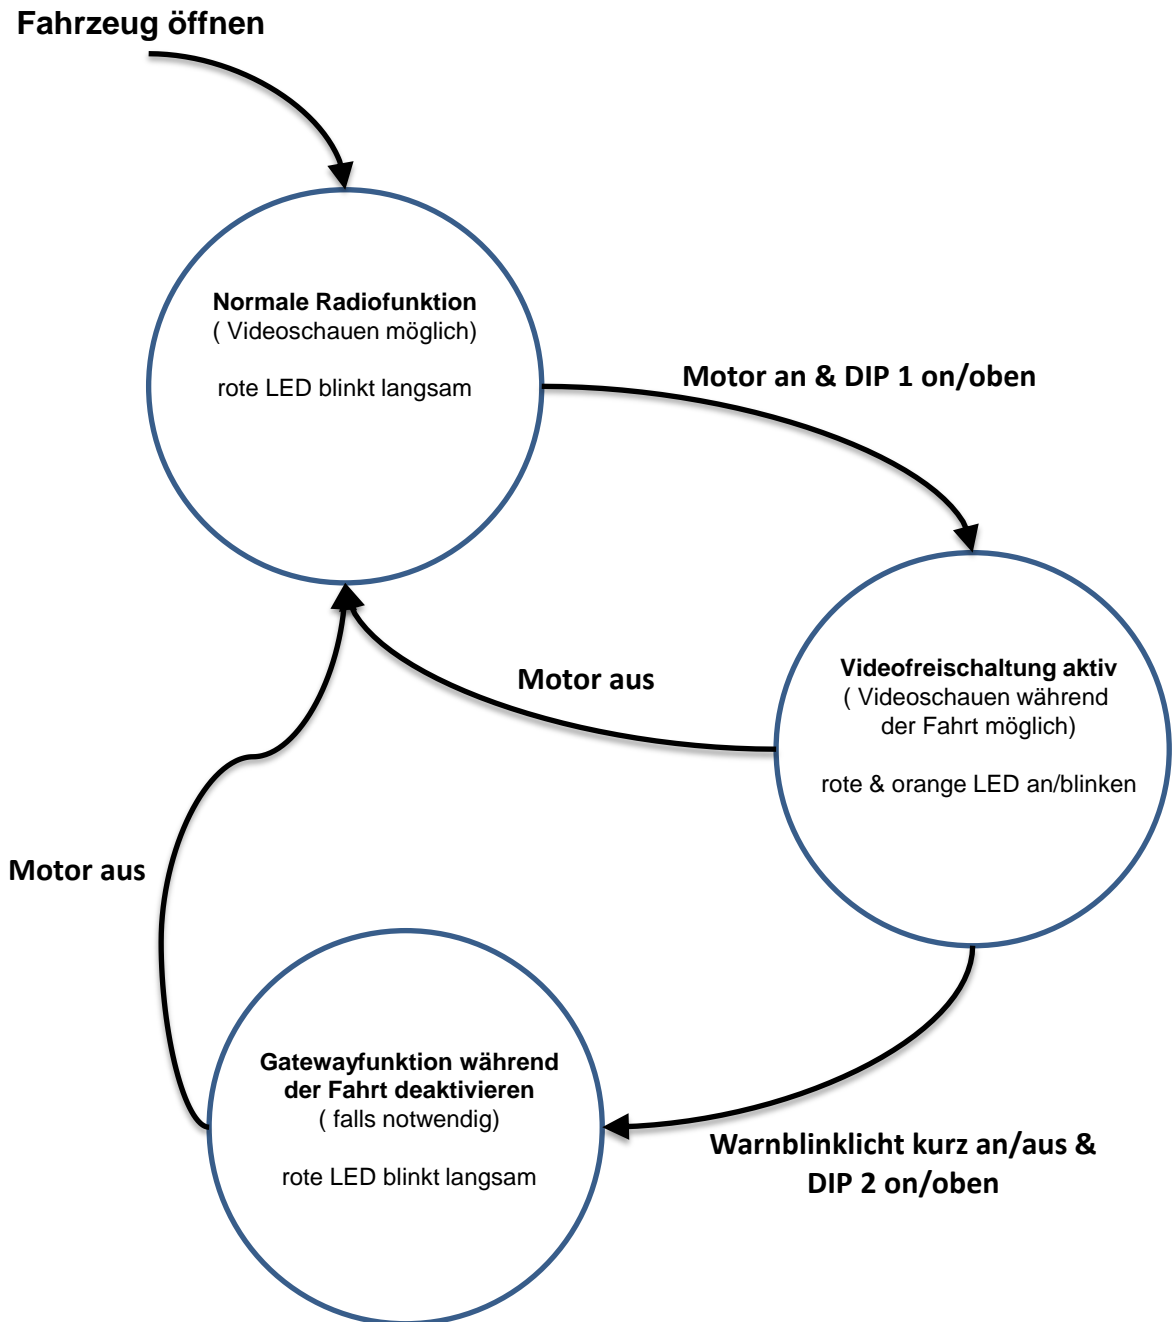 Fahrzeug öffnen
Normale Radiofunktion
( Videoschauen möglich)
rote LED blinkt langsam
Motor an & DIP 1 on/oben
Videofreischaltung aktiv
( Videoschauen während
der Fahrt möglich)
rote & orange LED an/blinken
Motor aus
Motor aus
Gatewayfunktion während
der Fahrt deaktivieren
( falls notwendig)
rote LED blinkt langsam
Warnblinklicht kurz an/aus &
DIP 2 on/oben